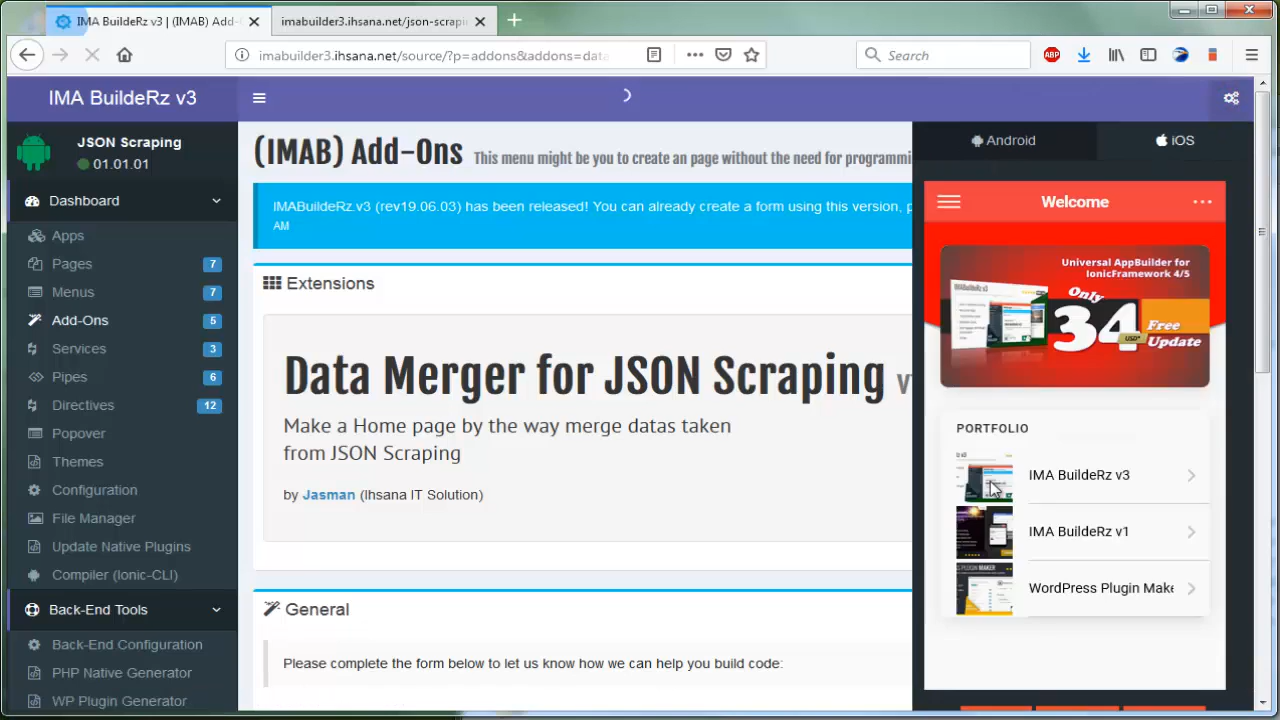 IMA BuildeRz v3 | (IMAB) Add-
imabuilder3.ihsana.net/json-scrapi
imabuilder3.ihsana.net/source/?p=addons&addons=data
Search
ABP
IMA BuildeRz v3
JSON Scraping
01.01.01
Dashboard
Apps
Pages 7
Menus 7
Add-Ons 5
Services 3
Pipes 6
Directives 12
Popover
Themes
Configuration
File Manager
Update Native Plugins
Compiler (Ionic-CLI)
Back-End Tools
Back-End Configuration
PHP Native Generator
WP Plugin Generator
(IMAB) Add-Ons This menu might be you to create an page without the need for programmi
IMABuildeRz.v3 (rev19.06.03) has been released! You can already create a form using this version, p
AM
Extensions
Data Merger for JSON Scraping v
Make a Home page by the way merge datas taken
from JSON Scraping
by Jasman (Ihsana IT Solution)
General
Please complete the form below to let us know how we can help you build code:
Android
iOS
Welcome
Universal AppBuilder for
IonicFramework 4/5
Only
34
USD
Free
Update
PORTFOLIO
IMA BuildeRz v3
IMA BuildeRz v1
WordPress Plugin Make